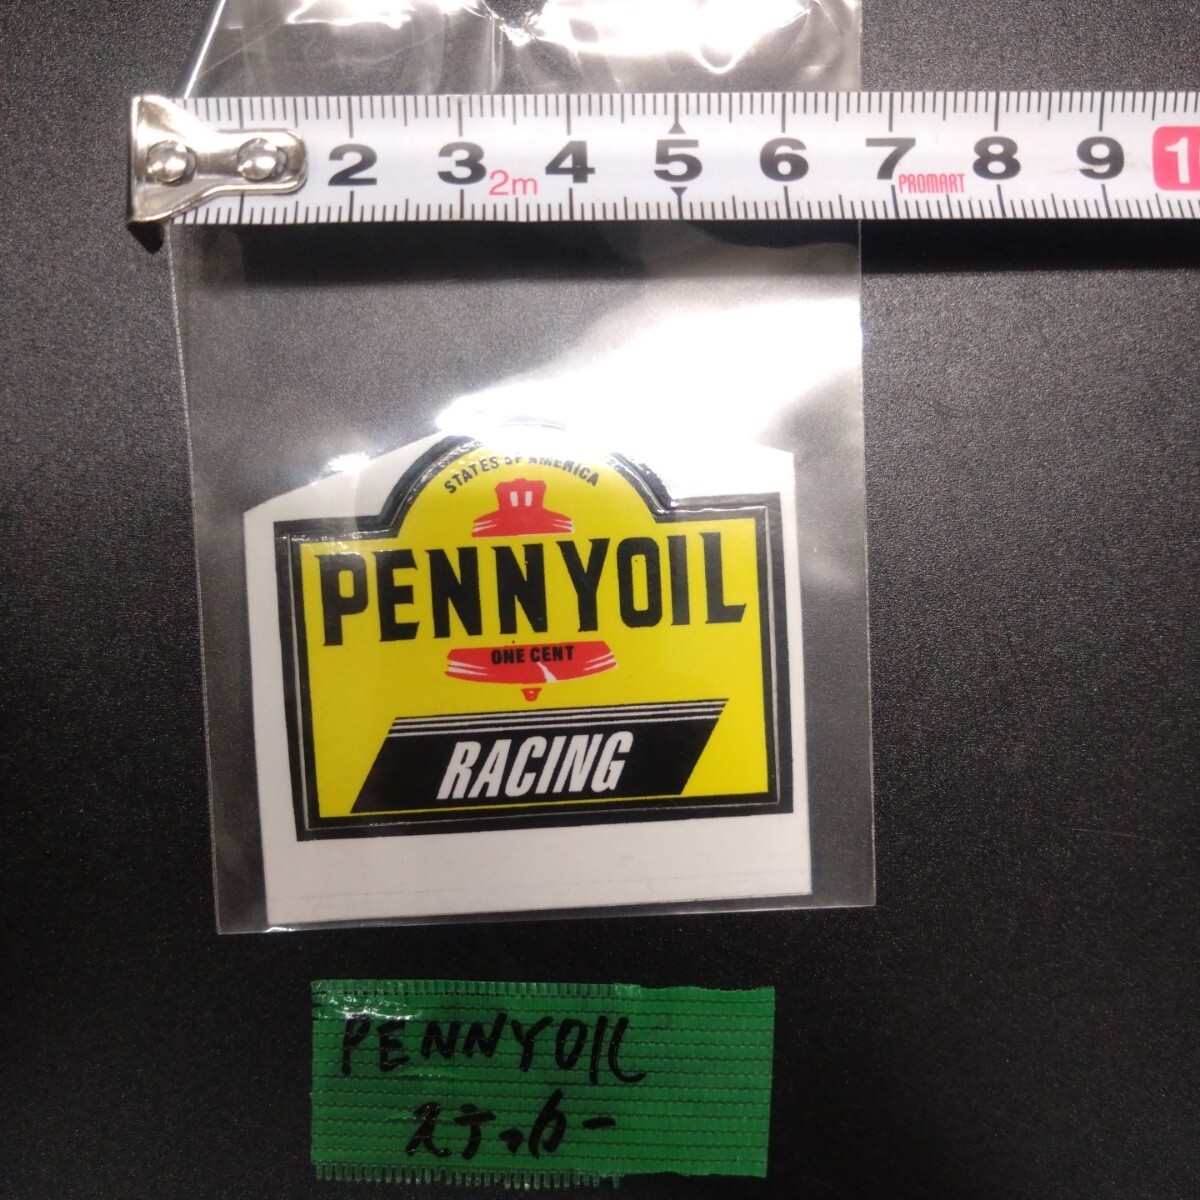 2 3 4 5 6 7 8 9 1
2m PROMART
STATES OF AMERICA
PENNYOIL
ONE CENT
RACING
PENNYOIL
ステッカー